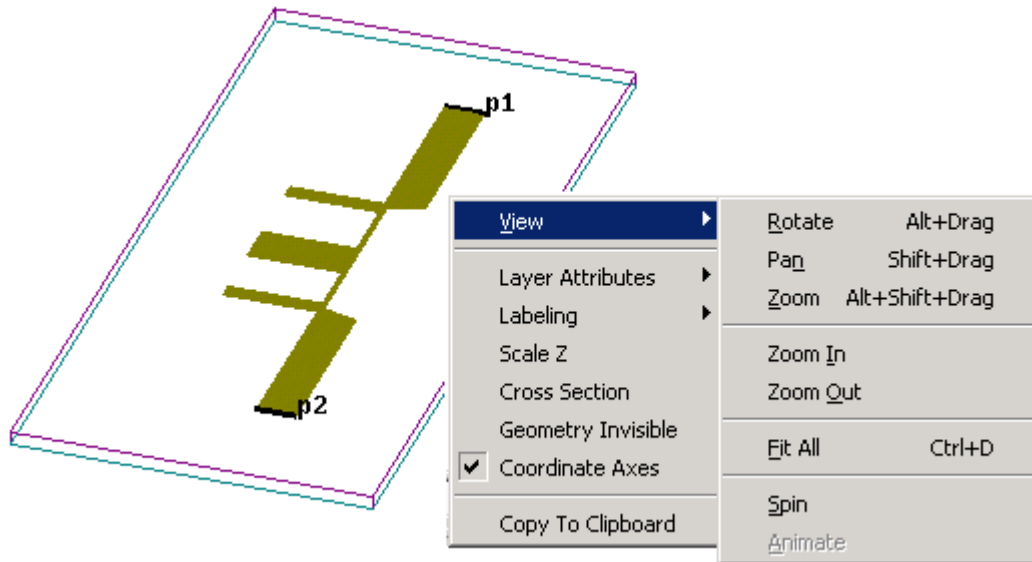 p1
p2
View
Layer Attributes
Labeling
Scale Z
Cross Section
Geometry Invisible
Coordinate Axes
Copy To Clipboard
Rotate Alt+Drag
Pan Shift+Drag
Zoom Alt+Shift+Drag
Zoom In
Zoom Out
Fit All Ctrl+D
Spin
Animate